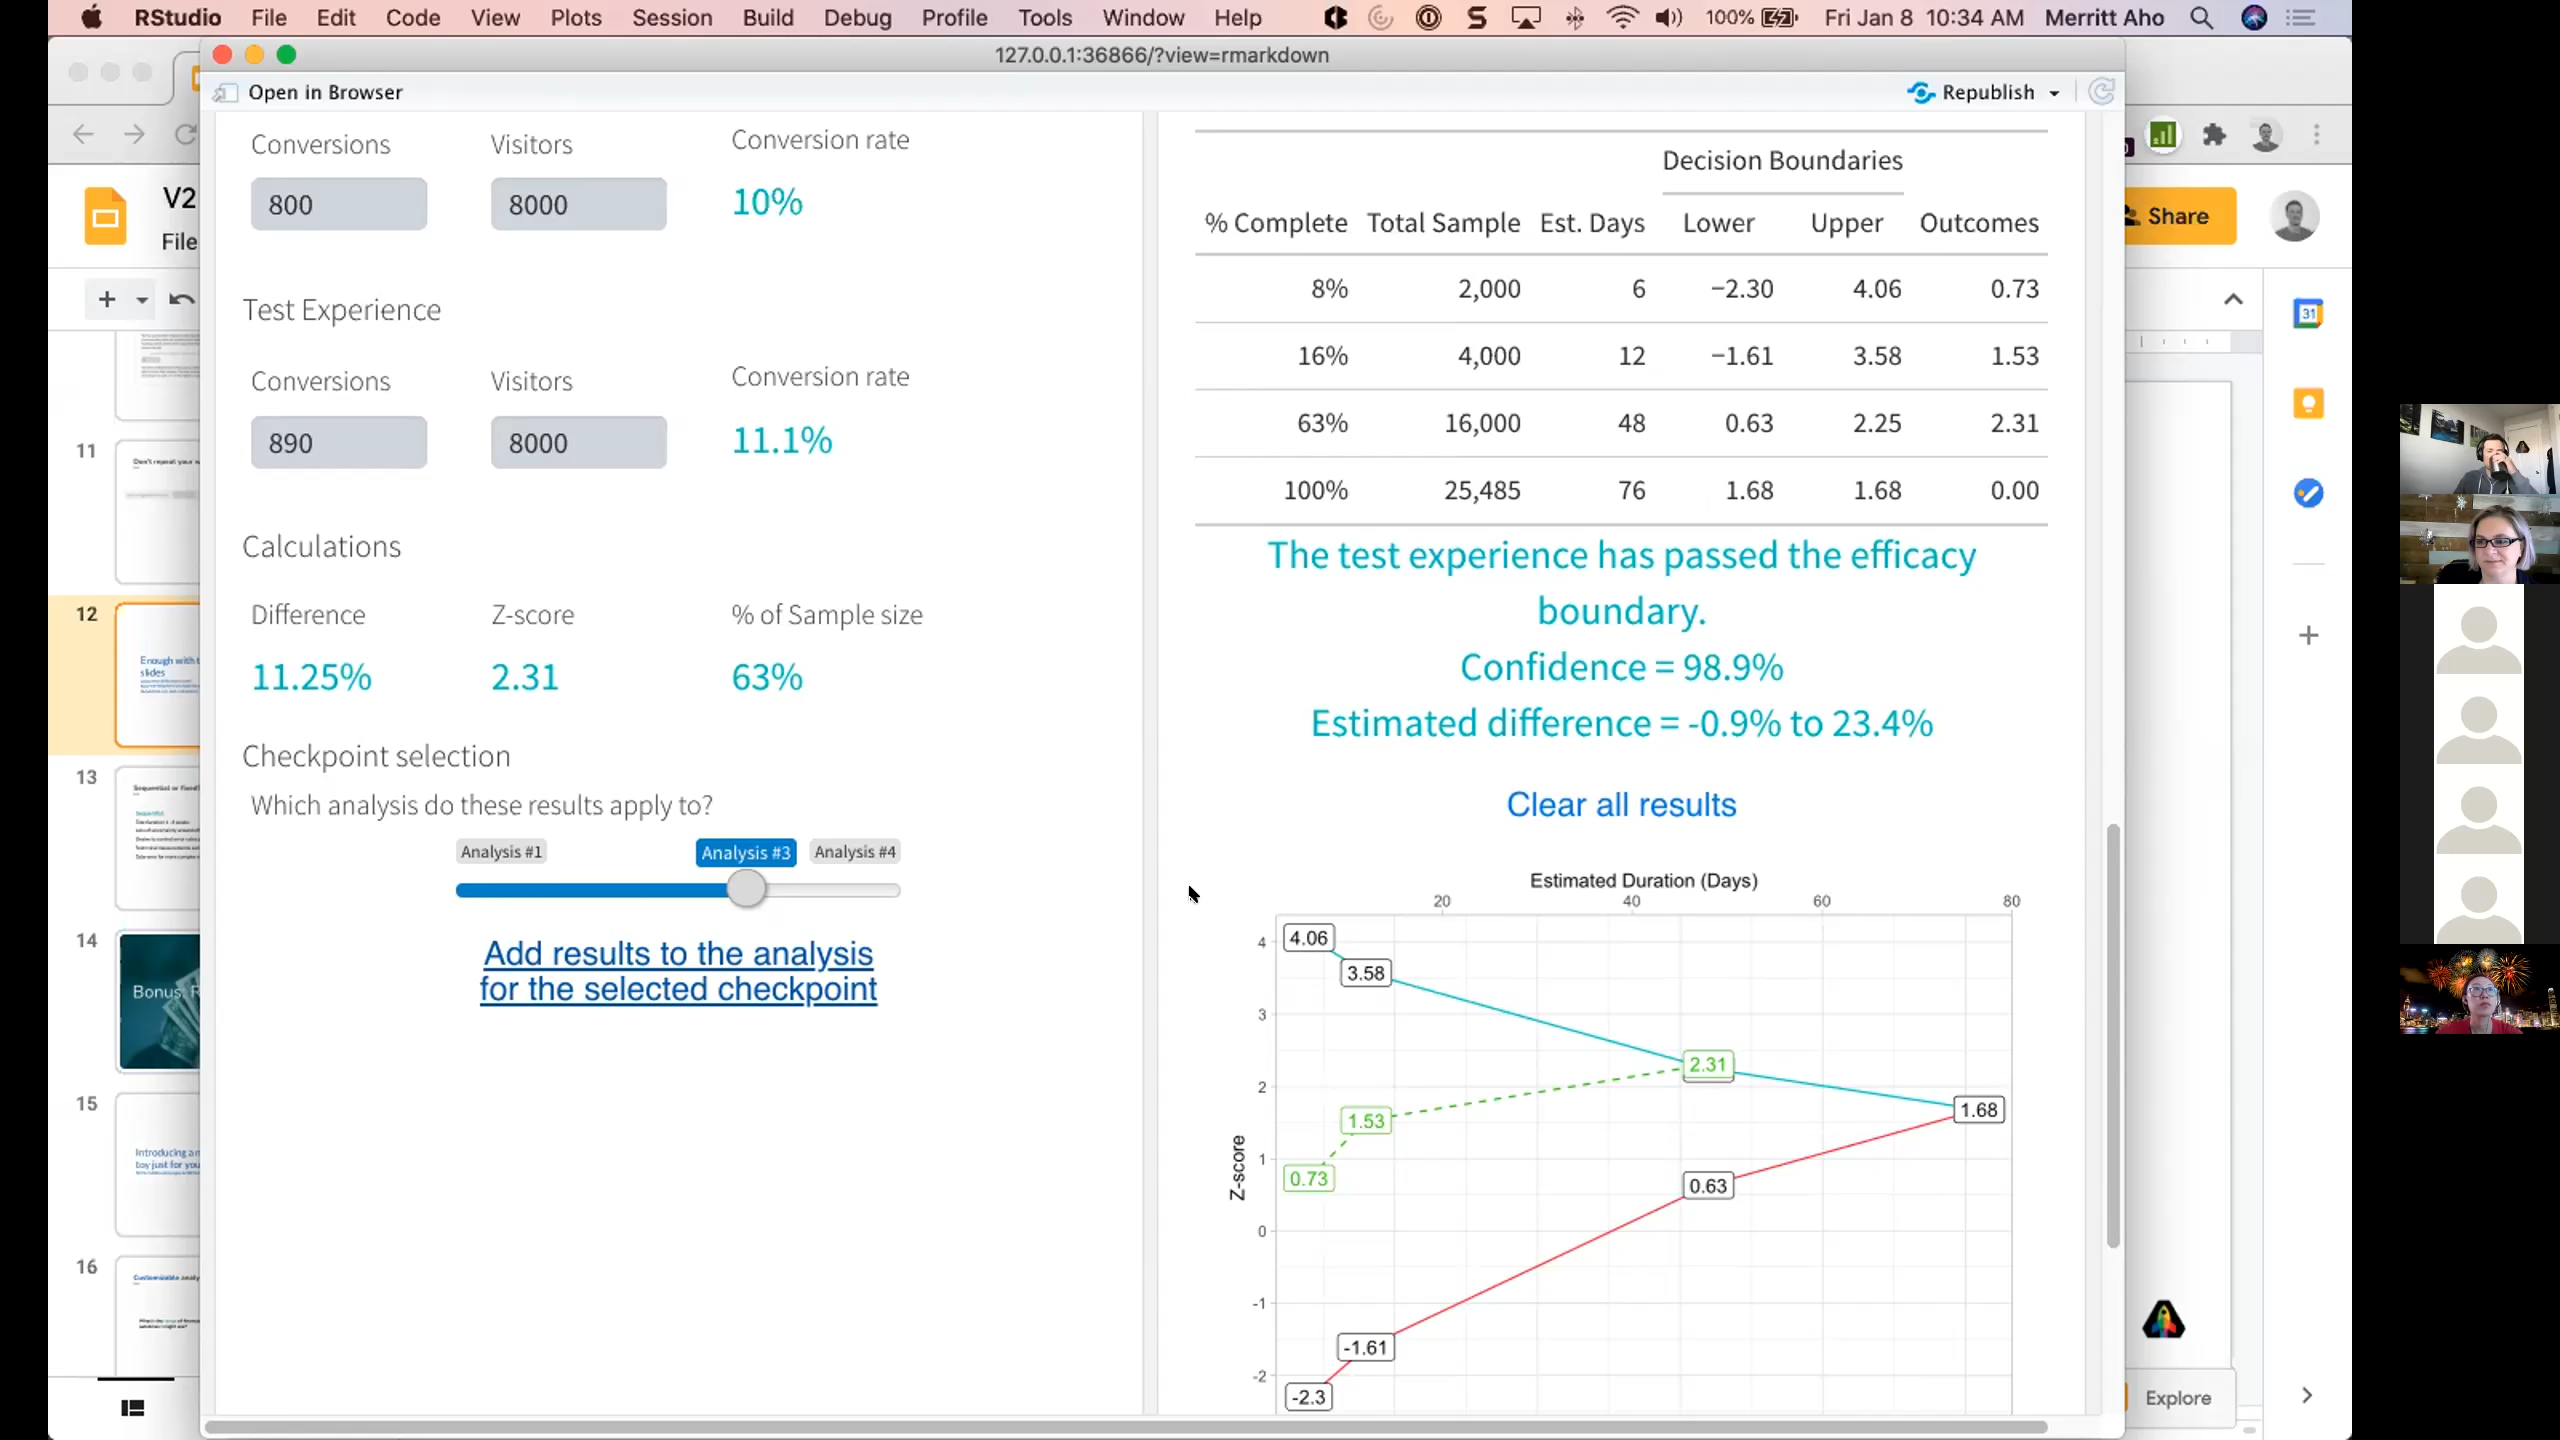 RStudio File Edit Code View Plots Session Build Debug Profile Tools Window Help 100% Fri Jan 8 10:34 AM Merritt Aho
127.0.0.1:36866/?view=rmarkdown
Open in Browser
Republish
V2
File
Share
31
11
12
Enough with
slides
13
14
Bonus:
15
Introducing a
toy just for you
16
Customizable
Explore
Conversions Visitors Conversion rate
800 8000 10%
Test Experience
Conversions Visitors Conversion rate
890 8000 11.1%
Calculations
Difference Z-score % of Sample size
11.25% 2.31 63%
Checkpoint selection
Which analysis do these results apply to?
Analysis #1 Analysis #3 Analysis #4
Add results to the analysis
for the selected checkpoint
Decision Boundaries
% Complete Total Sample Est. Days Lower Upper Outcomes
8% 2,000 6 −2.30 4.06 0.73
16% 4,000 12 −1.61 3.58 1.53
63% 16,000 48 0.63 2.25 2.31
100% 25,485 76 1.68 1.68 0.00
The test experience has passed the efficacy
boundary.
Confidence = 98.9%
Estimated difference = -0.9% to 23.4%
Clear all results
Estimated Duration (Days)
20 40 60 80
4
3
2
1
0
-1
-2
Z-score
4.06
3.58
2.31
1.53
1.68
0.73
0.63
-1.61
-2.3